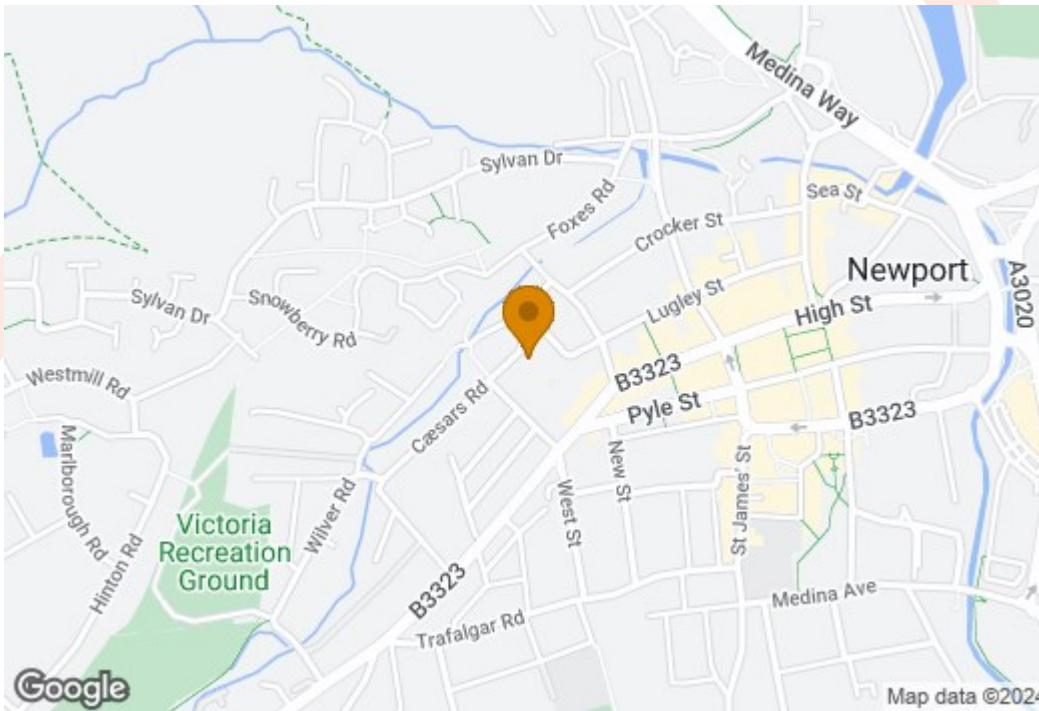 Medina Way
Sylvan Dr
Sea St
Foxes Rd
Crocker St
Newport
A3020
Lugley St
High St
Sylvan Dr
Snowberry Rd
B3323
Westmill Rd
Cæsars Rd
Pyle St
B3323
Marlborough Rd
New St
St James' St
West St
Wilver Rd
Victoria
Recreation
Ground
Hinton Rd
B3323
Medina Ave
Trafalgar Rd
Google
Map data ©2024